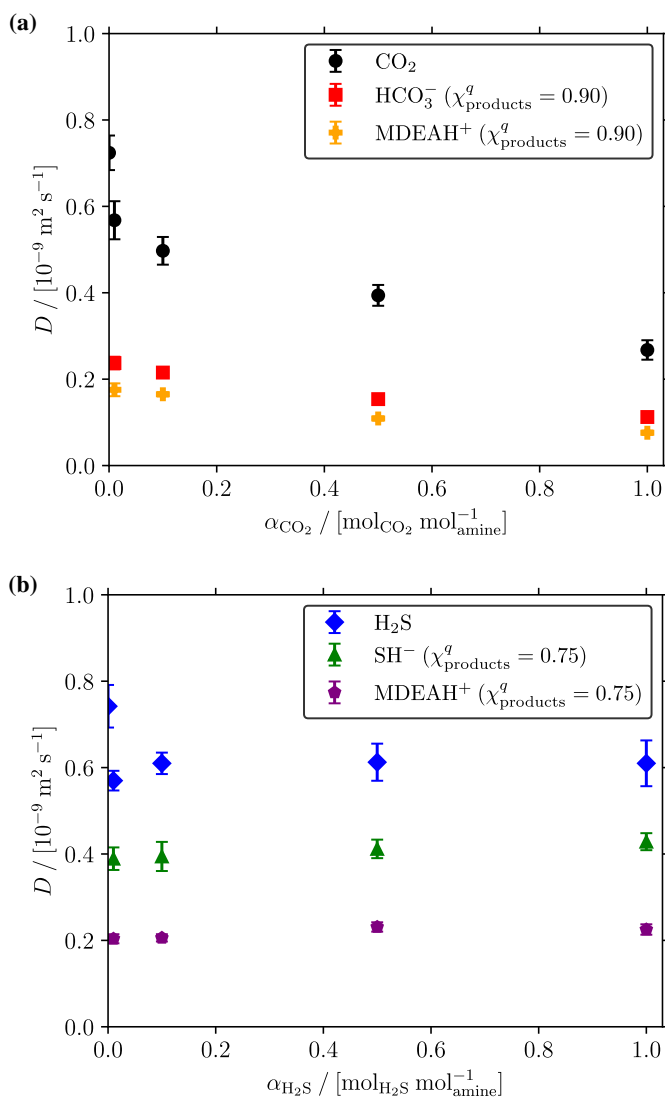 (a)
1.0
0.8
0.6
0.4
0.2
0.0
D / [10⁻⁹ m² s⁻¹]
CO₂
HCO₃⁻ (χ^q_products = 0.90)
MDEAH⁺ (χ^q_products = 0.90)
0.0 0.2 0.4 0.6 0.8 1.0
α_CO₂ / [mol_CO₂ mol⁻¹_amine]
(b)
1.0
0.8
0.6
0.4
0.2
0.0
D / [10⁻⁹ m² s⁻¹]
H₂S
SH⁻ (χ^q_products = 0.75)
MDEAH⁺ (χ^q_products = 0.75)
0.0 0.2 0.4 0.6 0.8 1.0
α_H₂S / [mol_H₂S mol⁻¹_amine]